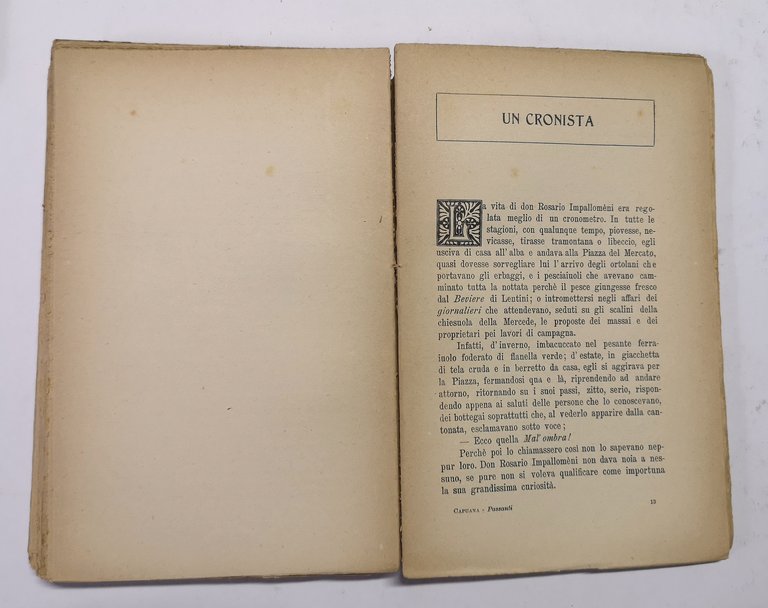 UN CRONISTA
La vita di don Rosario Impallomèni era rego-
lata meglio di un cronometro. In tutte le
stagioni, con qualunque tempo, piovesse, ne-
vicasse, tirasse tramontana o libeccio, egli
usciva di casa all'alba e andava alla Piazza del Mercato,
quasi dovesse sorvegliare lui l'arrivo degli ortolani che
portavano gli erbaggi, e i pesciaiuoli che avevano cam-
minato tutta la nottata perchè il pesce giungesse fresco
dal Beviere di Lentini; o intromettersi negli affari dei
giornalieri che attendevano, seduti su gli scalini della
chiesuola della Mercede, le proposte dei massai e dei
proprietari pei lavori di campagna.
Infatti, d'inverno, imbacuccato nel pesante ferra-
iuolo foderato di flanella verde; d'estate, in giacchetta
di tela cruda e in berretto da casa, egli si aggirava per
la Piazza, fermandosi qua e là, riprendendo ad andare
attorno, ritornando su i suoi passi, zitto, serio, rispon-
dendo appena ai saluti delle persone che lo conoscevano,
dei bottegai soprattutti che, al vederlo apparire dalla can-
tonata, esclamavano sotto voce;
— Ecco quella Mal'ombra!
Perchè poi lo chiamassero così non lo sapevano nep-
pur loro. Don Rosario Impallomèni non dava noia a nes-
suno, se pure non si voleva qualificare come importuna
la sua grandissima curiosità.
CAPUANA - Passanti
13